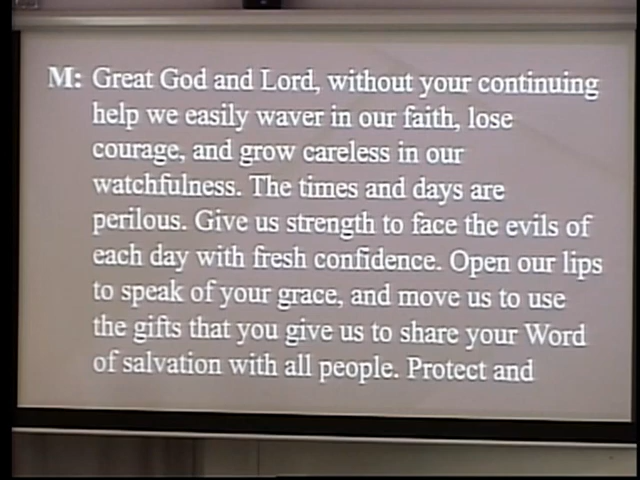 M: Great God and Lord, without your continuing
help we easily waver in our faith, lose
courage, and grow careless in our
watchfulness. The times and days are
perilous. Give us strength to face the evils of
each day with fresh confidence. Open our lips
to speak of your grace, and move us to use
the gifts that you give us to share your Word
of salvation with all people. Protect and